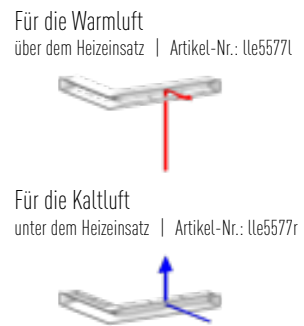 Für die Warmluft
über dem Heizeinsatz | Artikel-Nr.: lle5577l
Für die Kaltluft
unter dem Heizeinsatz | Artikel-Nr.: lle5577r